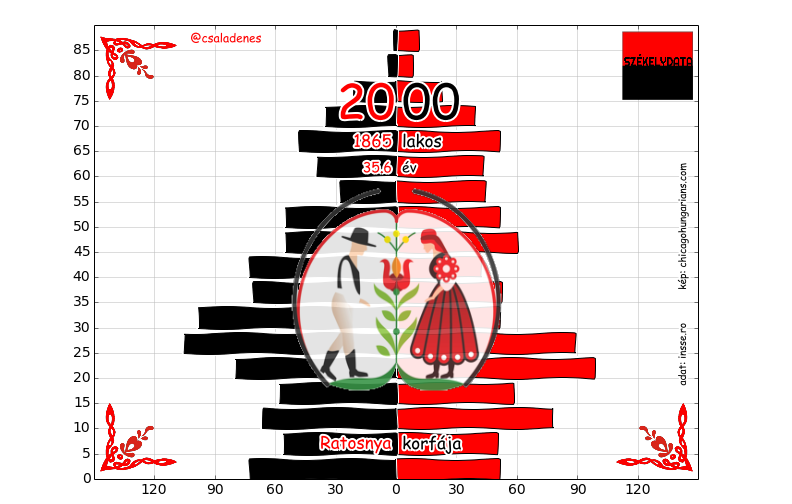 @csaladenes
SZÉKELYDATA
2000
1865 lakos
35.6 év
Ratosnya korfája
kép: chicagohungarians.com
adat: insse.ro
85
80
75
70
65
60
55
50
45
40
35
30
25
20
15
10
5
0
120 90 60 30 0 30 60 90 120